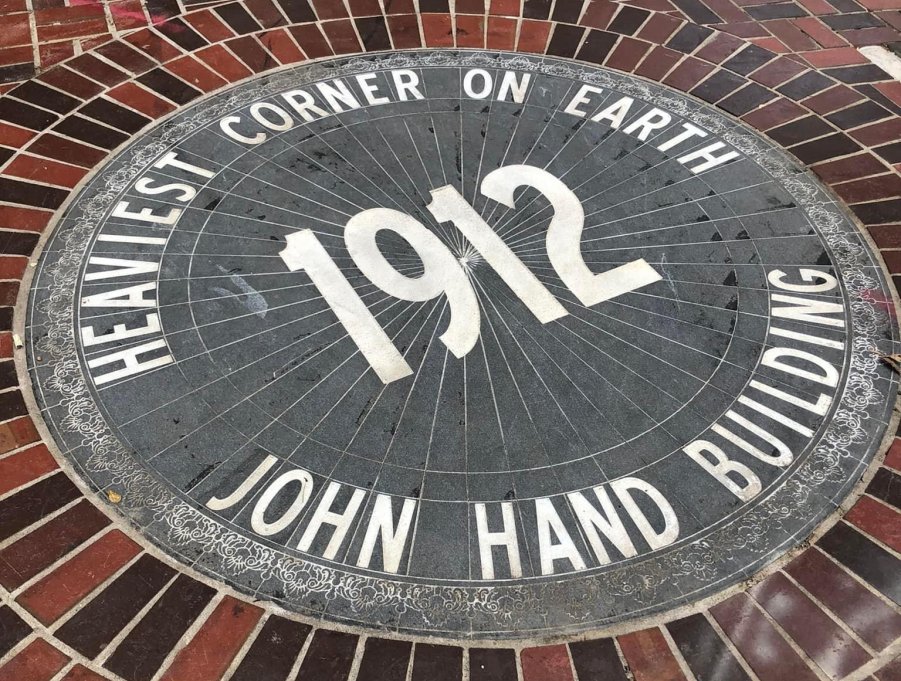 HEAVIEST CORNER ON EARTH
1912
JOHN HAND BUILDING